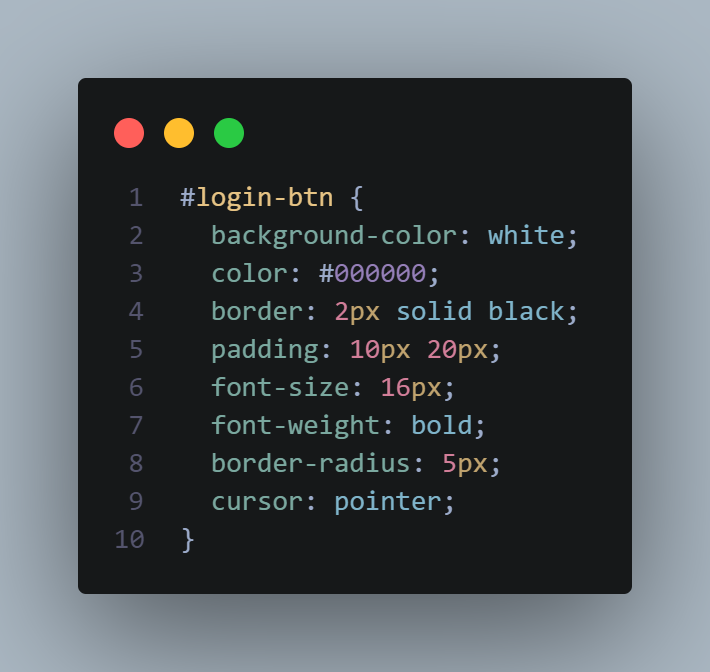 1 #login-btn {
2   background-color: white;
3   color: #000000;
4   border: 2px solid black;
5   padding: 10px 20px;
6   font-size: 16px;
7   font-weight: bold;
8   border-radius: 5px;
9   cursor: pointer;
10 }